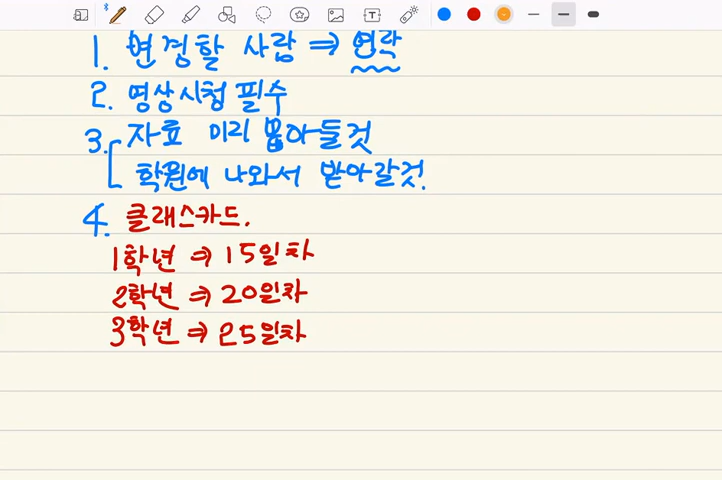 1. 변경할 사람 ⇒ 연락
2. 영상시청 필수
3. 자료 미리 뽑아들것
학원에 나와서 받아갈것.
4. 클래스카드.
1학년 ⇒ 15일차
2학년 ⇒ 20일차
3학년 ⇒ 25일차